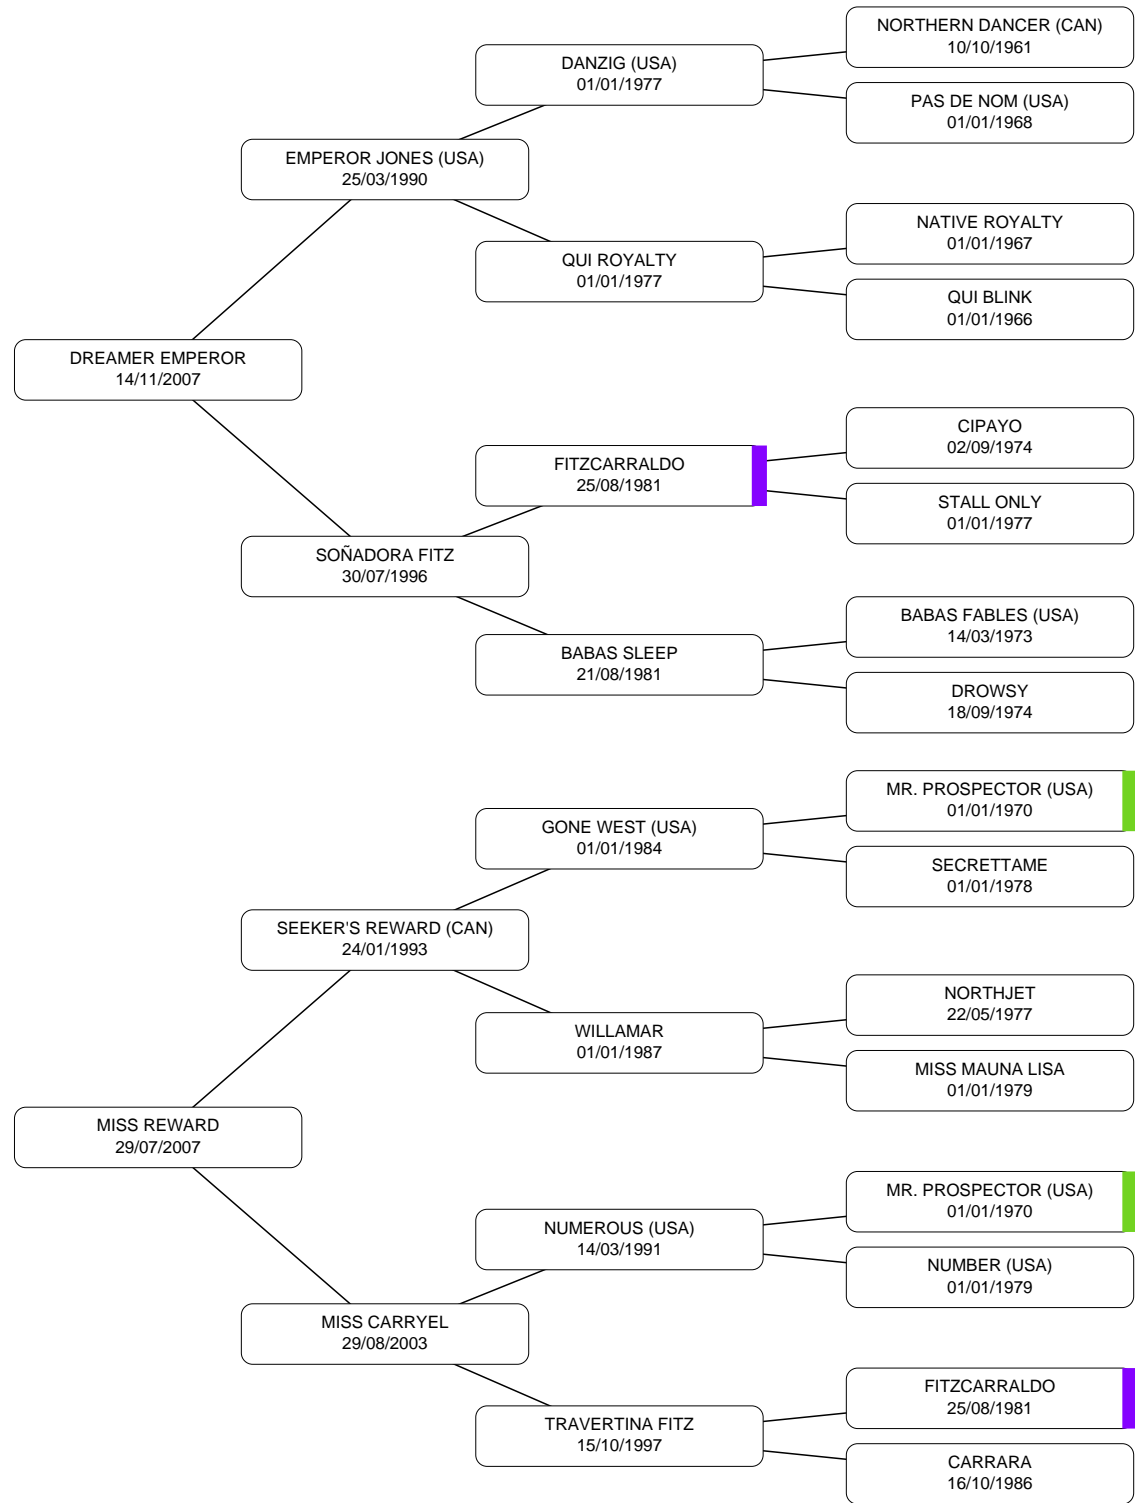 NORTHERN DANCER (CAN)
10/10/1961
DANZIG (USA)
01/01/1977
PAS DE NOM (USA)
01/01/1968
EMPEROR JONES (USA)
25/03/1990
NATIVE ROYALTY
01/01/1967
QUI ROYALTY
01/01/1977
QUI BLINK
01/01/1966
DREAMER EMPEROR
14/11/2007
CIPAYO
02/09/1974
FITZCARRALDO
25/08/1981
STALL ONLY
01/01/1977
SOÑADORA FITZ
30/07/1996
BABAS FABLES (USA)
14/03/1973
BABAS SLEEP
21/08/1981
DROWSY
18/09/1974
MR. PROSPECTOR (USA)
01/01/1970
GONE WEST (USA)
01/01/1984
SECRETTAME
01/01/1978
SEEKER'S REWARD (CAN)
24/01/1993
NORTHJET
22/05/1977
WILLAMAR
01/01/1987
MISS MAUNA LISA
01/01/1979
MISS REWARD
29/07/2007
MR. PROSPECTOR (USA)
01/01/1970
NUMEROUS (USA)
14/03/1991
NUMBER (USA)
01/01/1979
MISS CARRYEL
29/08/2003
FITZCARRALDO
25/08/1981
TRAVERTINA FITZ
15/10/1997
CARRARA
16/10/1986